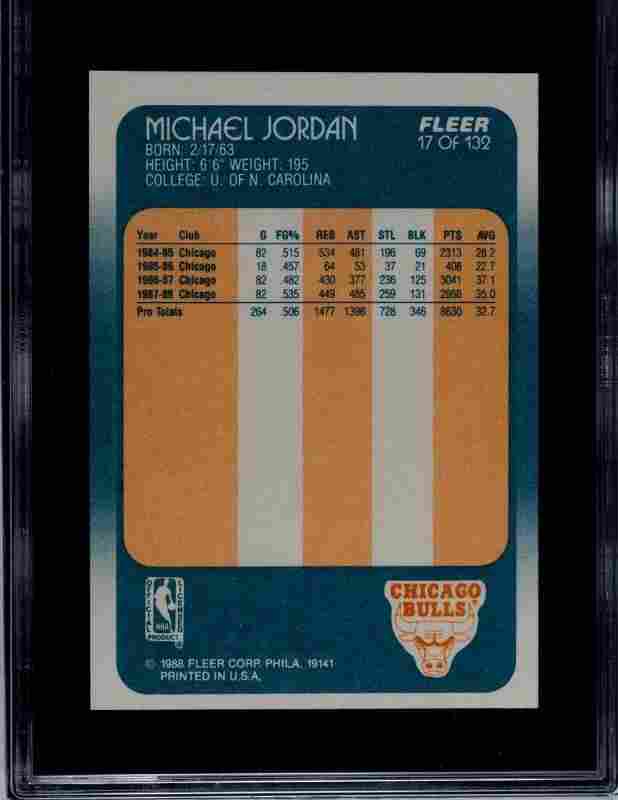 MICHAEL JORDAN
BORN: 2/17/63
HEIGHT: 6'6" WEIGHT: 195
COLLEGE: U. OF N. CAROLINA
FLEER
17 OF 132
Year Club G FG% REB AST STL BLK PTS AVG
1984-85 Chicago 82 .515 534 481 196 69 2313 28.2
1985-86 Chicago 18 .457 64 53 37 21 408 22.7
1986-87 Chicago 82 .482 430 377 236 125 3041 37.1
1987-88 Chicago 82 .535 449 485 259 131 2868 35.0
Pro Totals 264 .506 1477 1396 728 346 8630 32.7
OFFICIAL
LICENSED
NBA
PRODUCT
CHICAGO
BULLS
© 1988 FLEER CORP. PHILA. 19141
PRINTED IN U.S.A.